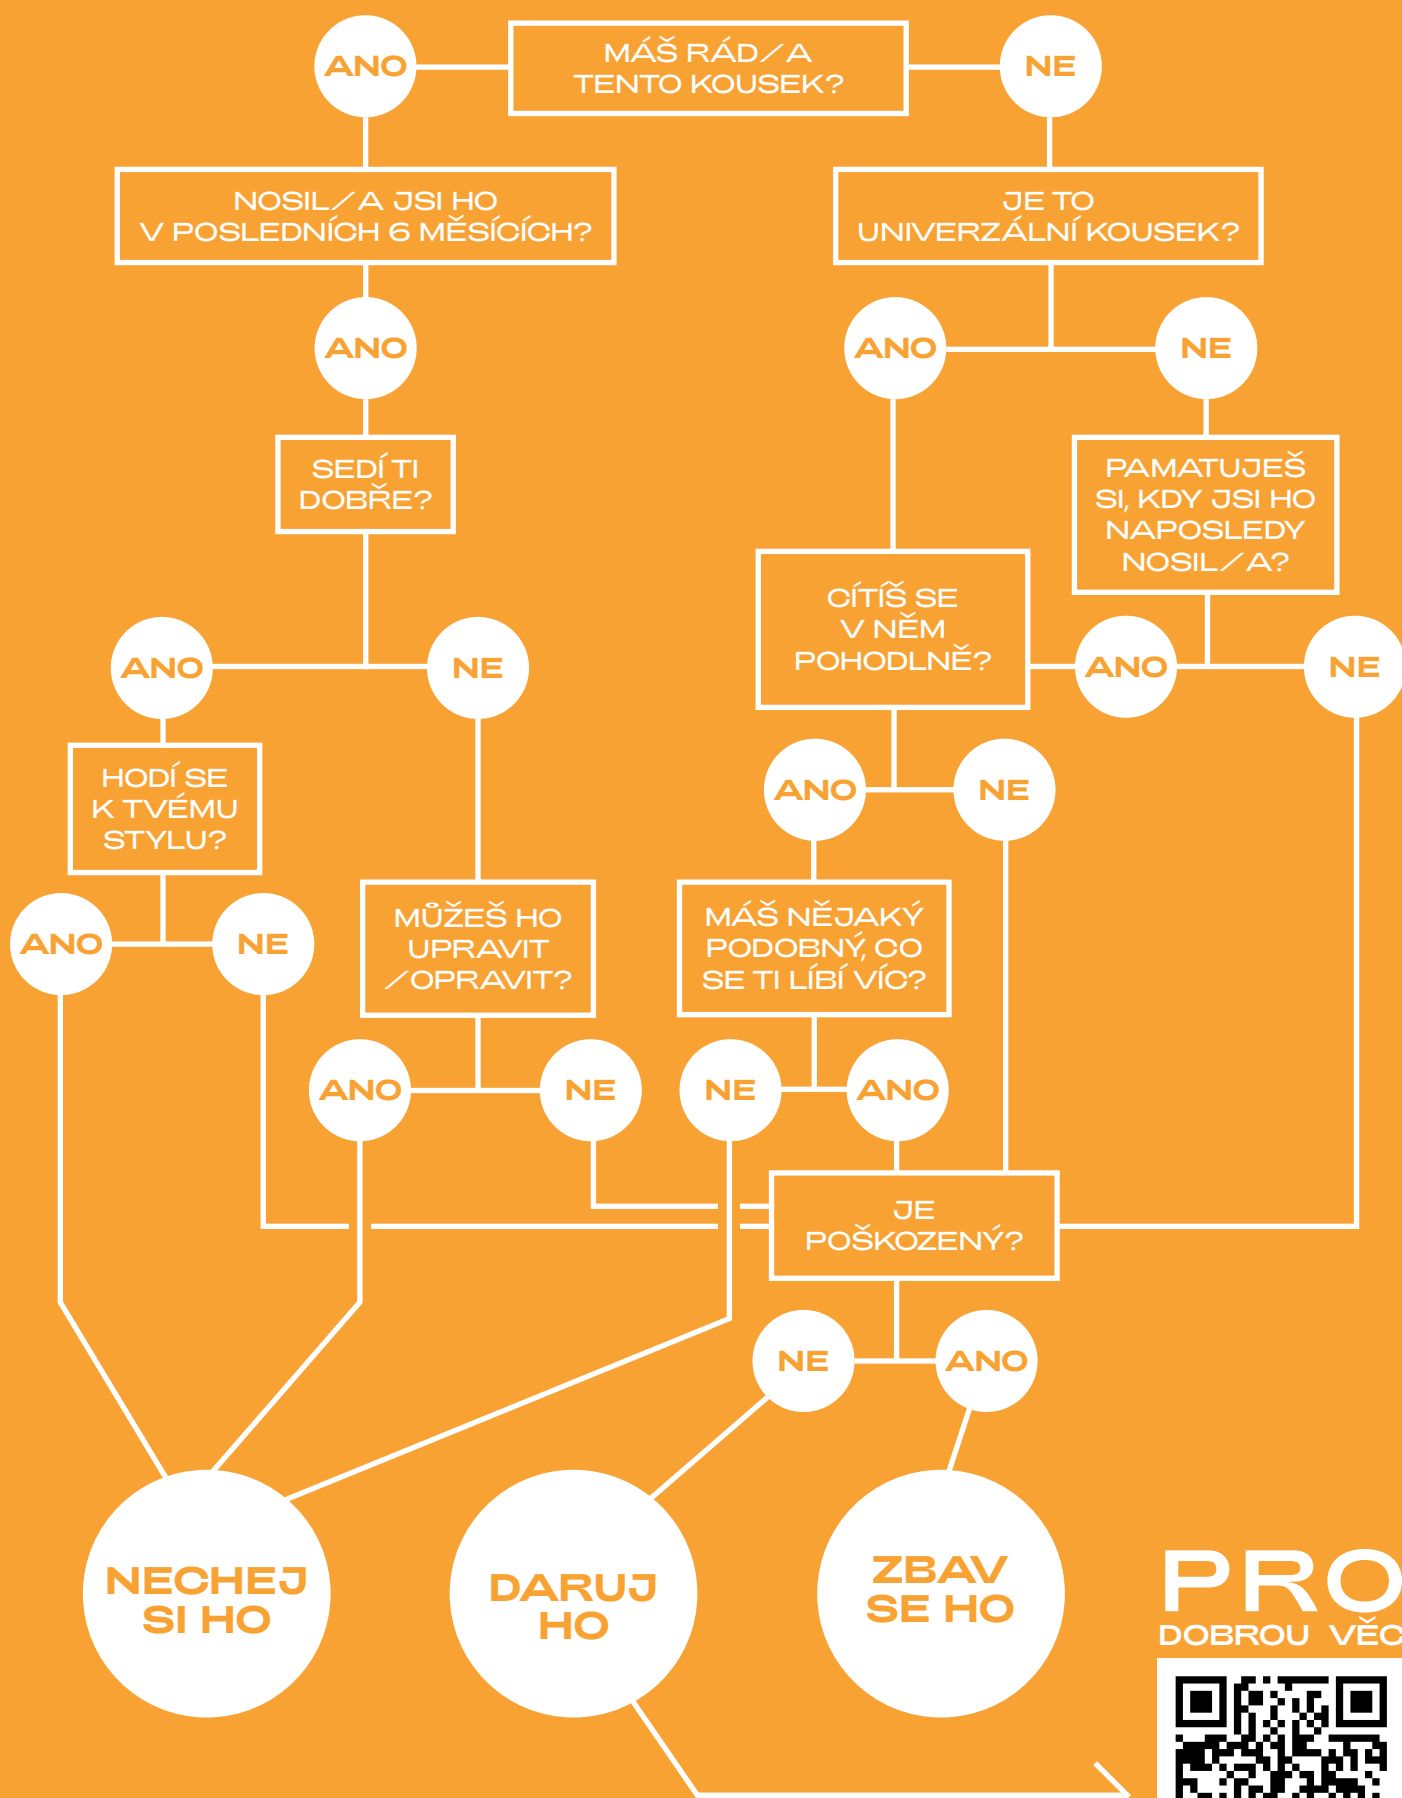 ANO
MÁŠ RÁD/A
TENTO KOUSEK?
NE
NOSIL/A JSI HO
V POSLEDNÍCH 6 MĚSÍCÍCH?
JE TO
UNIVERZÁLNÍ KOUSEK?
ANO
ANO
NE
SEDÍ TI
DOBŘE?
PAMATUJEŠ
SI, KDY JSI HO
NAPOSLEDY
NOSIL/A?
CÍTÍŠ SE
V NĚM
POHODLNĚ?
ANO
NE
ANO
NE
HODÍ SE
K TVÉMU
STYLU?
ANO
NE
MŮŽEŠ HO
UPRAVIT
/OPRAVIT?
MÁŠ NĚJAKÝ
PODOBNÝ, CO
SE TI LÍBÍ VÍC?
ANO
NE
ANO
NE
NE
ANO
JE
POŠKOZENÝ?
NE
ANO
NECHEJ
SI HO
DARUJ
HO
ZBAV
SE HO
PRO
DOBROU VĚC